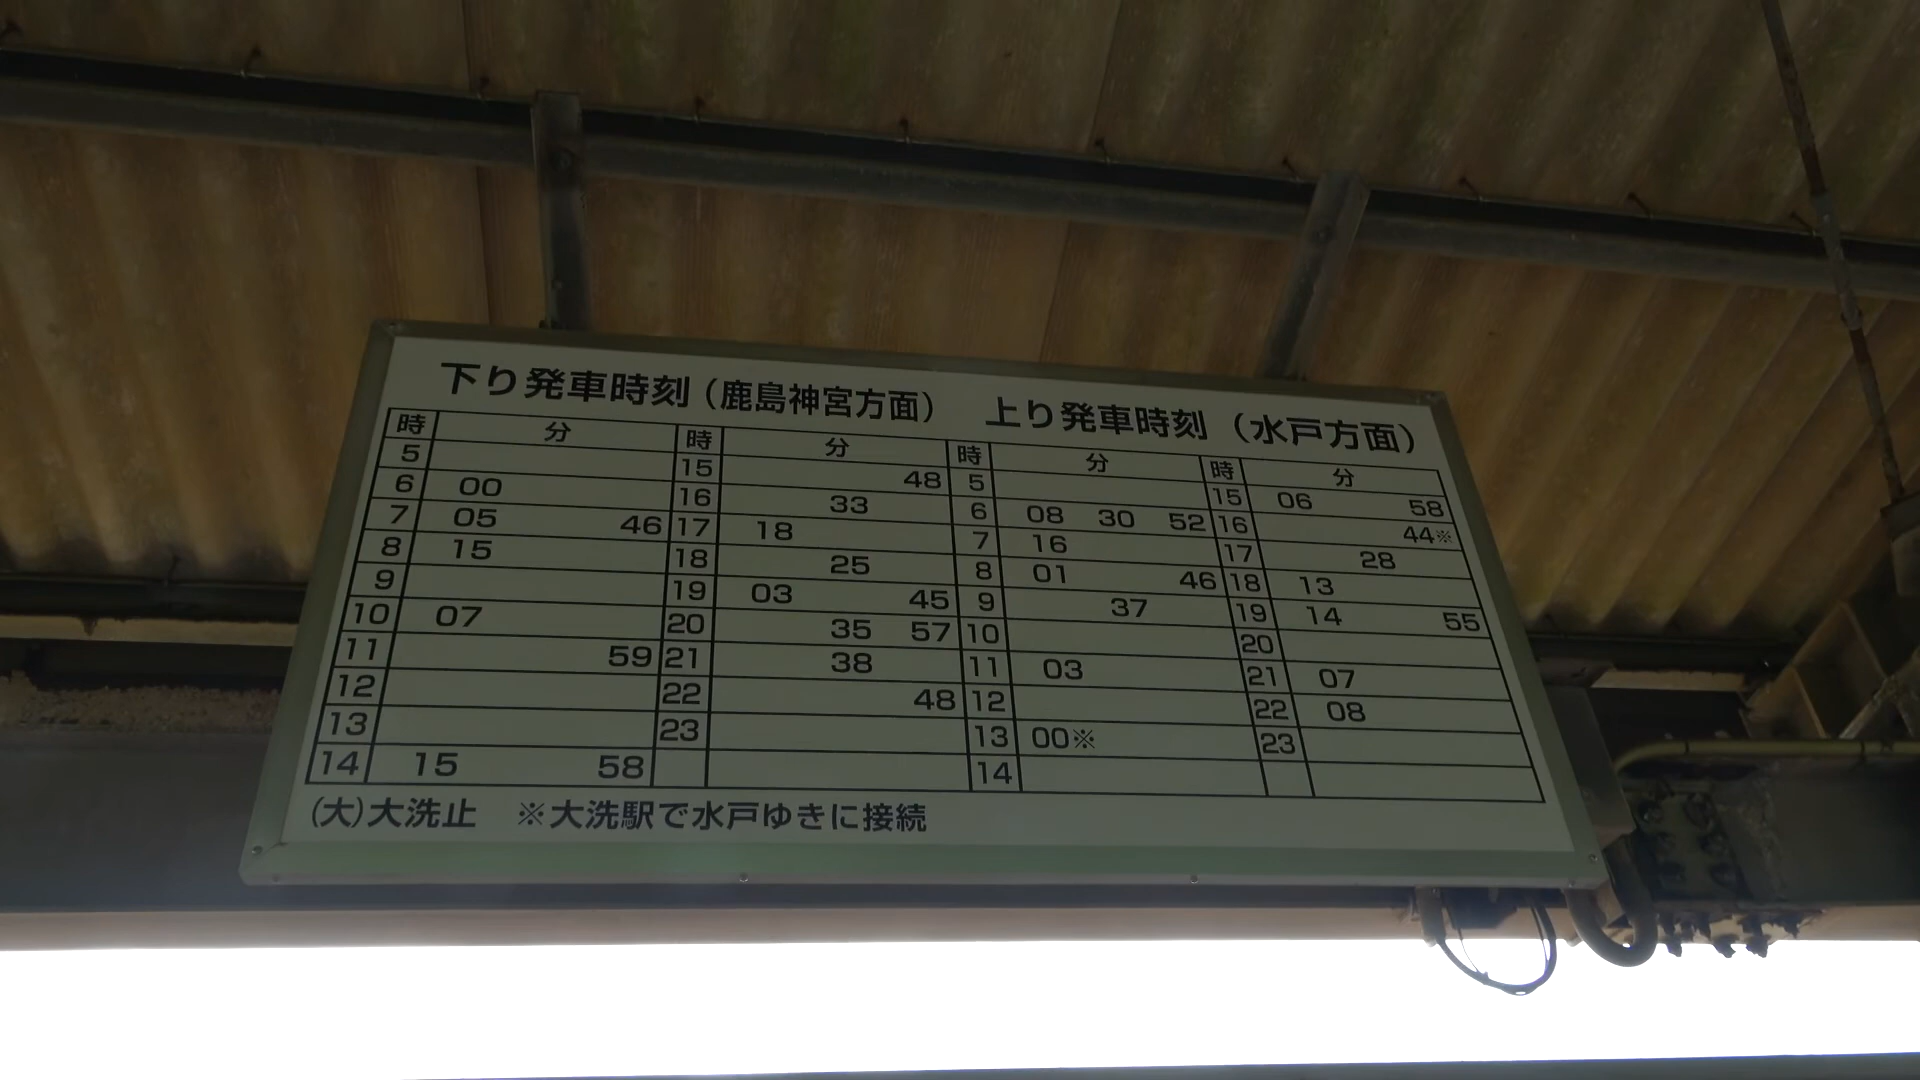 下り発車時刻（鹿島神宮方面） 上り発車時刻（水戸方面）
時 分 時 分 時 分 時 分
5 15 48 5 15 06 58
6 00 16 33 6 08 30 52 16 44※
7 05 46 17 18 7 16 17 28
8 15 18 25 8 01 46 18 13
9 19 03 45 9 37 19 14 55
10 07 20 35 57 10 20
11 59 21 38 11 03 21 07
12 22 48 12 22 08
13 23 13 00※ 23
14 15 58 14
（大）大洗止 ※大洗駅で水戸ゆきに接続